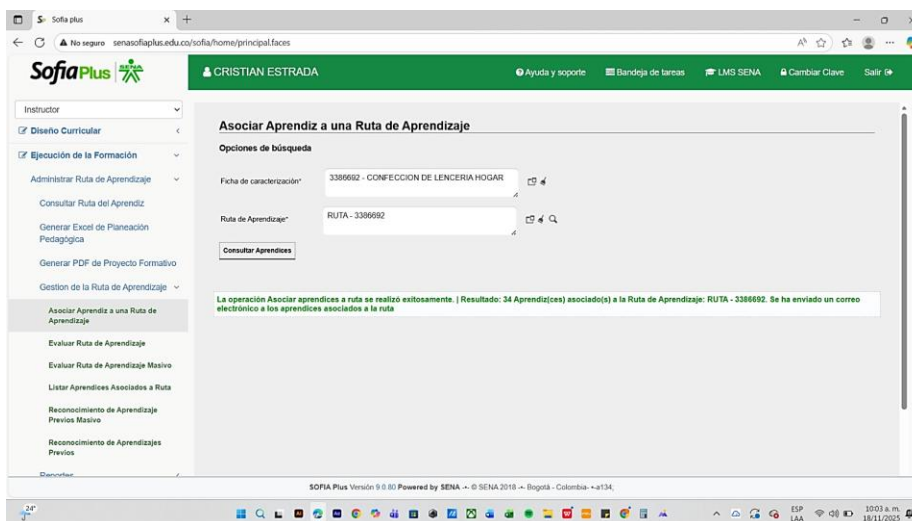 Sofia plus
No seguro senasofiaplus.edu.co/sofia/home/principal.faces
SofiaPlus SENA
CRISTIAN ESTRADA
Ayuda y soporte
Bandeja de tareas
LMS SENA
Cambiar Clave
Salir
Instructor
Diseño Curricular
Ejecución de la Formación
Administrar Ruta de Aprendizaje
Consultar Ruta del Aprendiz
Generar Excel de Planeación
Pedagógica
Generar PDF de Proyecto Formativo
Gestion de la Ruta de Aprendizaje
Asociar Aprendiz a una Ruta de
Aprendizaje
Evaluar Ruta de Aprendizaje
Evaluar Ruta de Aprendizaje Masivo
Listar Aprendices Asociados a Ruta
Reconocimiento de Aprendizaje
Previos Masivo
Reconocimiento de Aprendizajes
Previos
Reportes
Asociar Aprendiz a una Ruta de Aprendizaje
Opciones de búsqueda
Ficha de caracterización*
3386692 - CONFECCION DE LENCERIA HOGAR
Ruta de Aprendizaje*
RUTA - 3386692
Consultar Aprendices
La operación Asociar aprendices a ruta se realizó exitosamente. | Resultado: 34 Aprendiz(ces) asociado(s) a la Ruta de Aprendizaje: RUTA - 3386692. Se ha enviado un correo
electrónico a los aprendices asociados a la ruta
SOFIA Plus Versión 9.0.80 Powered by SENA -•- © SENA 2018 -•- Bogotá - Colombia- •-a134;
24°
ESP
LAA
10:03 a. m.
18/11/2025